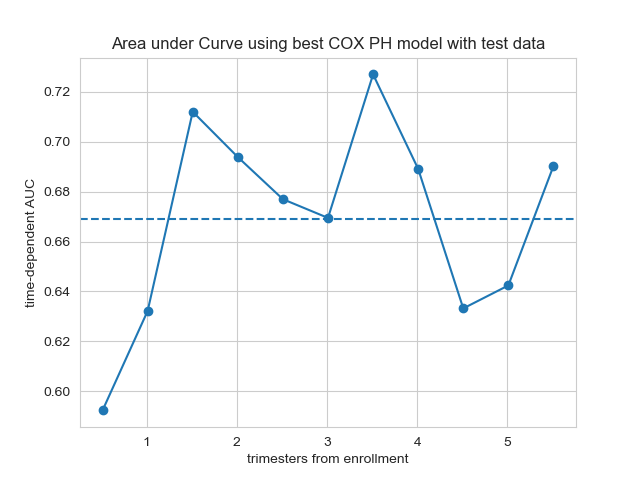 Area under Curve using best COX PH model with test data
time-dependent AUC
0.72
0.70
0.68
0.66
0.64
0.62
0.60
1 2 3 4 5
trimesters from enrollment